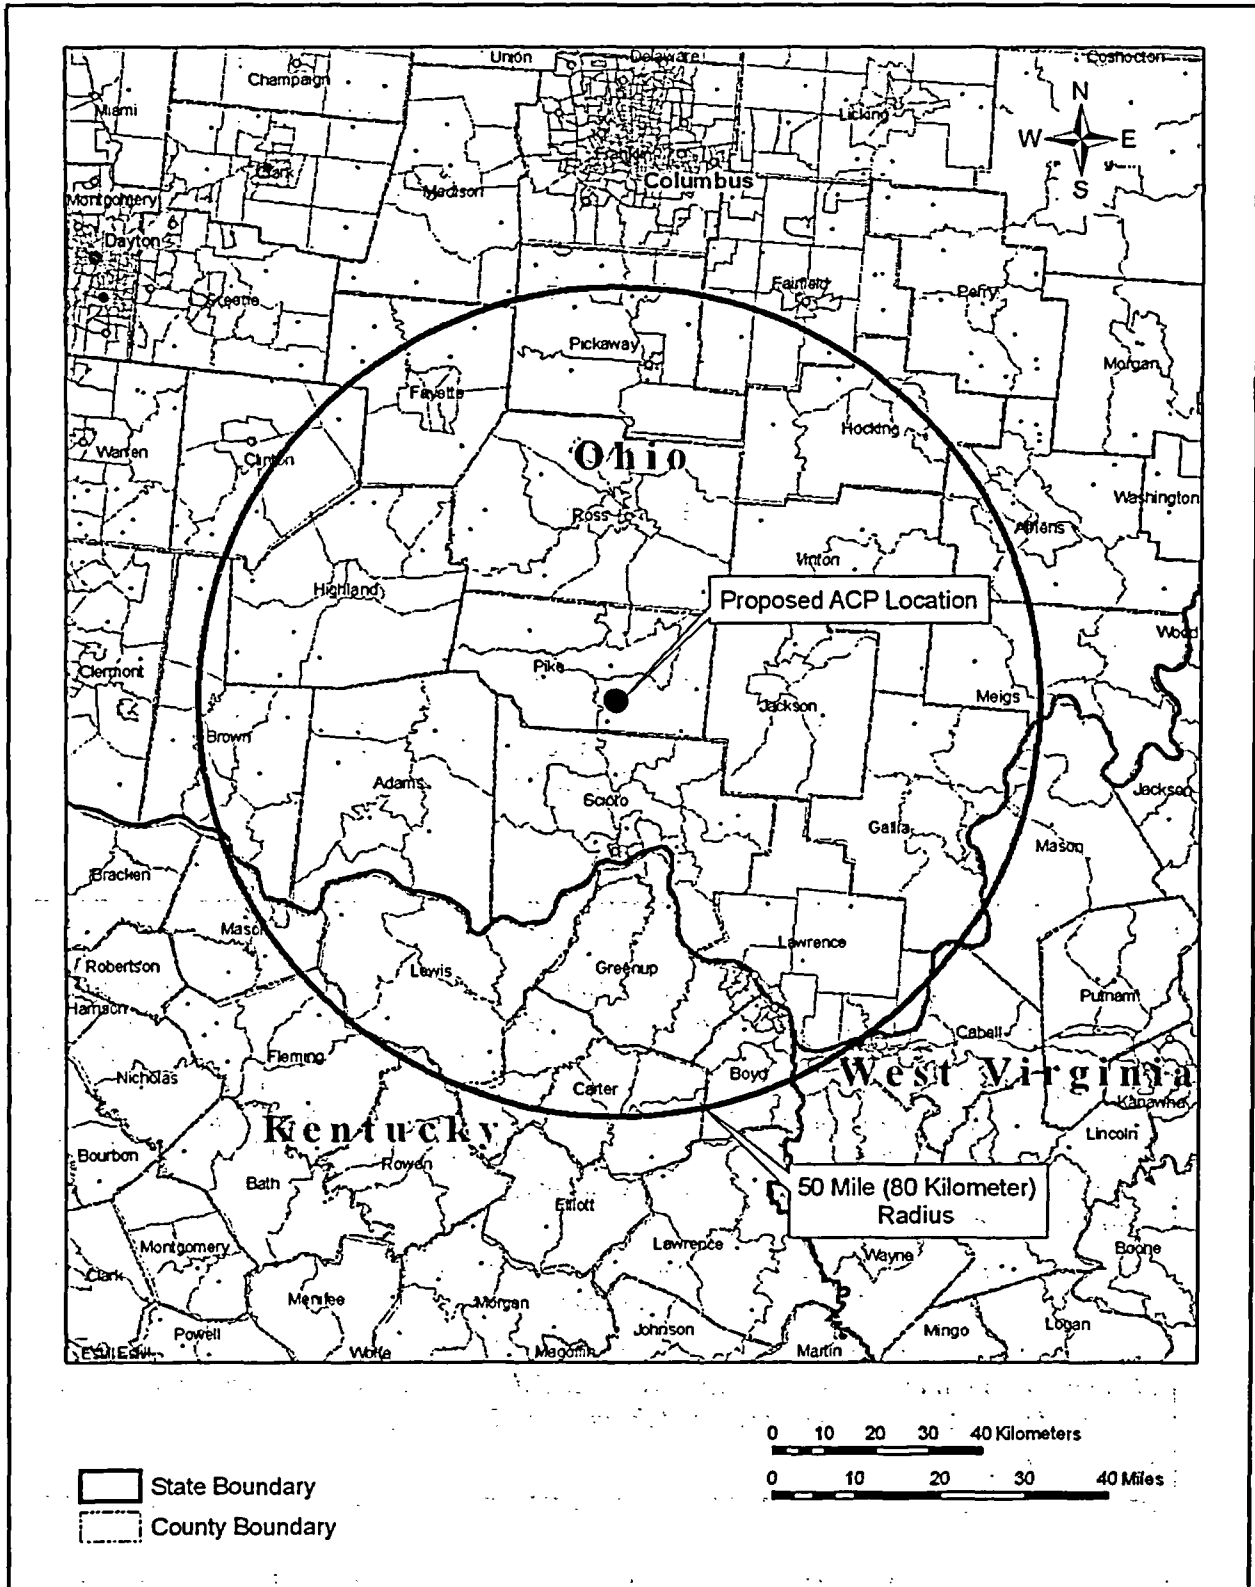 Union
Delaware
Coshocton
Champaign
Miami
Licking
N
W E
S
Clark
Madison
Columbus
Montgomery
Dayton
Greene
Fairfield
Perry
Pickaway
Morgan
Fayette
Hocking
Warren
Clinton
Ohio
Washington
Ross
Athens
Vinton
Highland
Proposed ACP Location
Wood
Clermont
Pike
Jackson
Meigs
Brown
Adams
Scioto
Jackson
Gallia
Mason
Bracken
Mason
Lawrence
Robertson
Lewis
Greenup
Putnam
Harrison
Cabell
Fleming
Nicholas
Carter
Boyd
West Virginia
Kanawha
Kentucky
Lincoln
Bourbon
Rowan
Bath
50 Mile (80 Kilometer)
Radius
Elliott
Montgomery
Lawrence
Wayne
Boone
Clark
Menifee
Morgan
Powell
Johnson
Mingo
Logan
Estill Estill
Wolfe
Magoffin
Martin
0 10 20 30 40 Kilometers
0 10 20 30 40 Miles
State Boundary
County Boundary